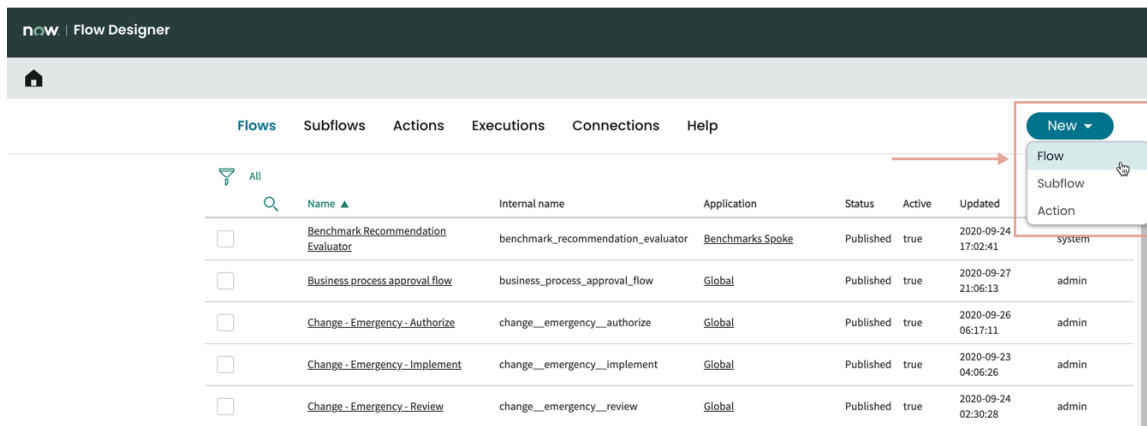 now. | Flow Designer
Flows Subflows Actions Executions Connections Help New
Flow
Subflow
Action
All
Name ▲ Internal name Application Status Active Updated
Benchmark Recommendation Evaluator benchmark_recommendation_evaluator Benchmarks Spoke Published true 2020-09-24 17:02:41 system
Business process approval flow business_process_approval_flow Global Published true 2020-09-27 21:06:13 admin
Change - Emergency - Authorize change__emergency__authorize Global Published true 2020-09-26 06:17:11 admin
Change - Emergency - Implement change__emergency__implement Global Published true 2020-09-23 04:06:26 admin
Change - Emergency - Review change__emergency__review Global Published true 2020-09-24 02:30:28 admin